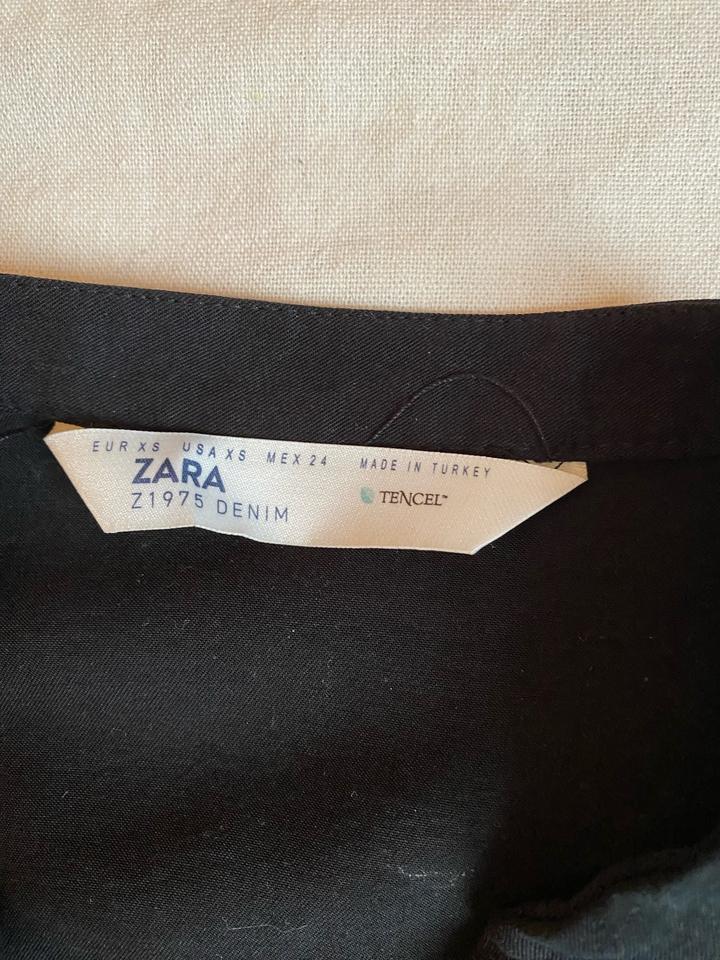 EUR XS USA XS MEX 24 MADE IN TURKEY
ZARA
Z1975 DENIM
TENCEL™